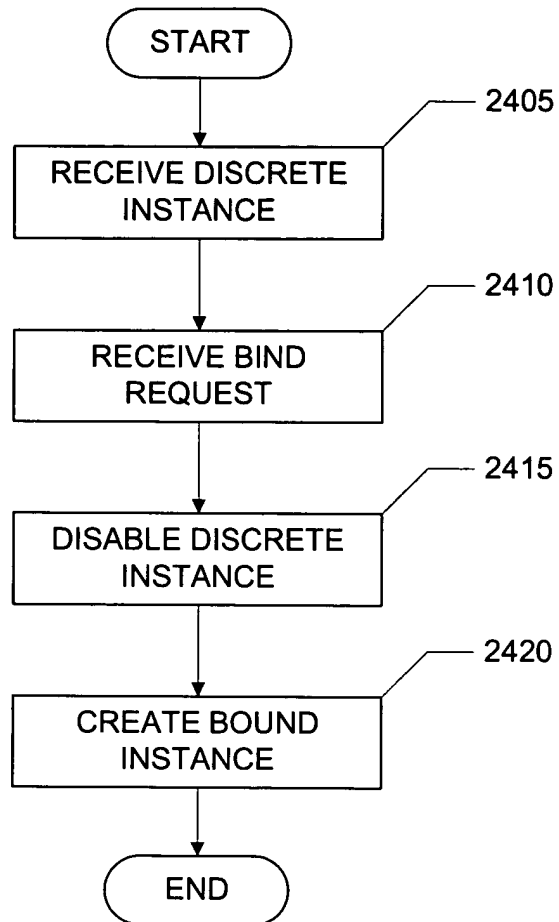 START
2405
RECEIVE DISCRETE
INSTANCE
2410
RECEIVE BIND
REQUEST
2415
DISABLE DISCRETE
INSTANCE
2420
CREATE BOUND
INSTANCE
END